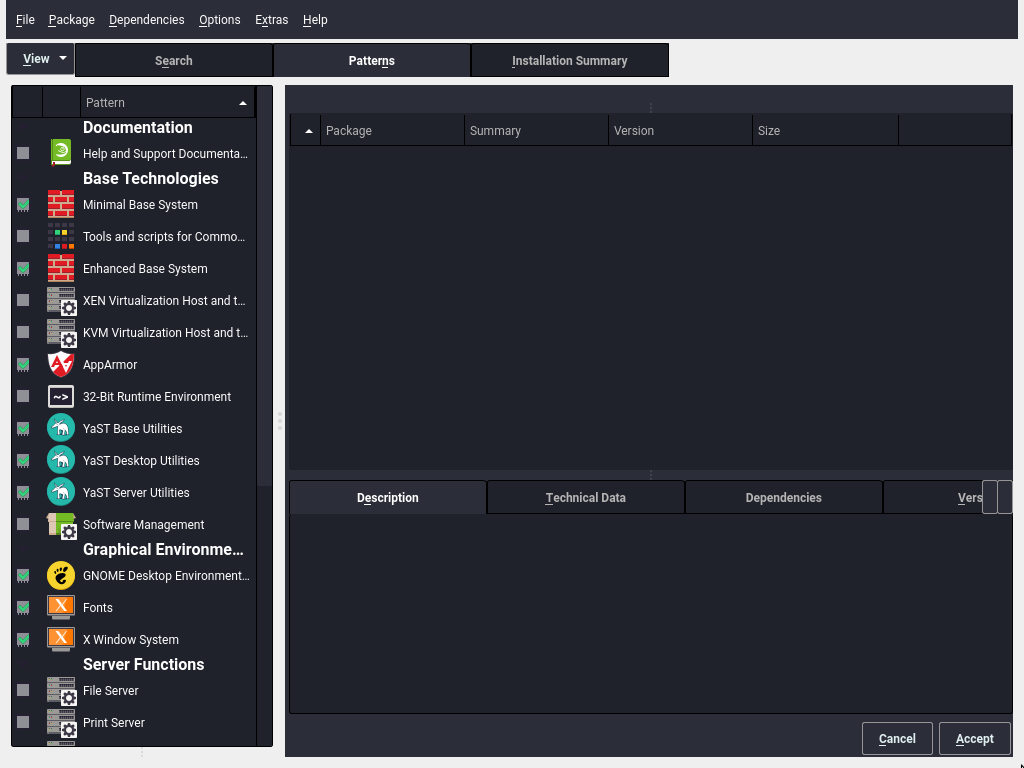 File Package Dependencies Options Extras Help
View Search Patterns Installation Summary
Pattern
Documentation
Help and Support Documenta...
Base Technologies
Minimal Base System
Tools and scripts for Commo...
Enhanced Base System
XEN Virtualization Host and t...
KVM Virtualization Host and t...
AppArmor
32-Bit Runtime Environment
YaST Base Utilities
YaST Desktop Utilities
YaST Server Utilities
Software Management
Graphical Environme...
GNOME Desktop Environment...
Fonts
X Window System
Server Functions
File Server
Print Server
Package Summary Version Size
Description Technical Data Dependencies Vers
Cancel Accept